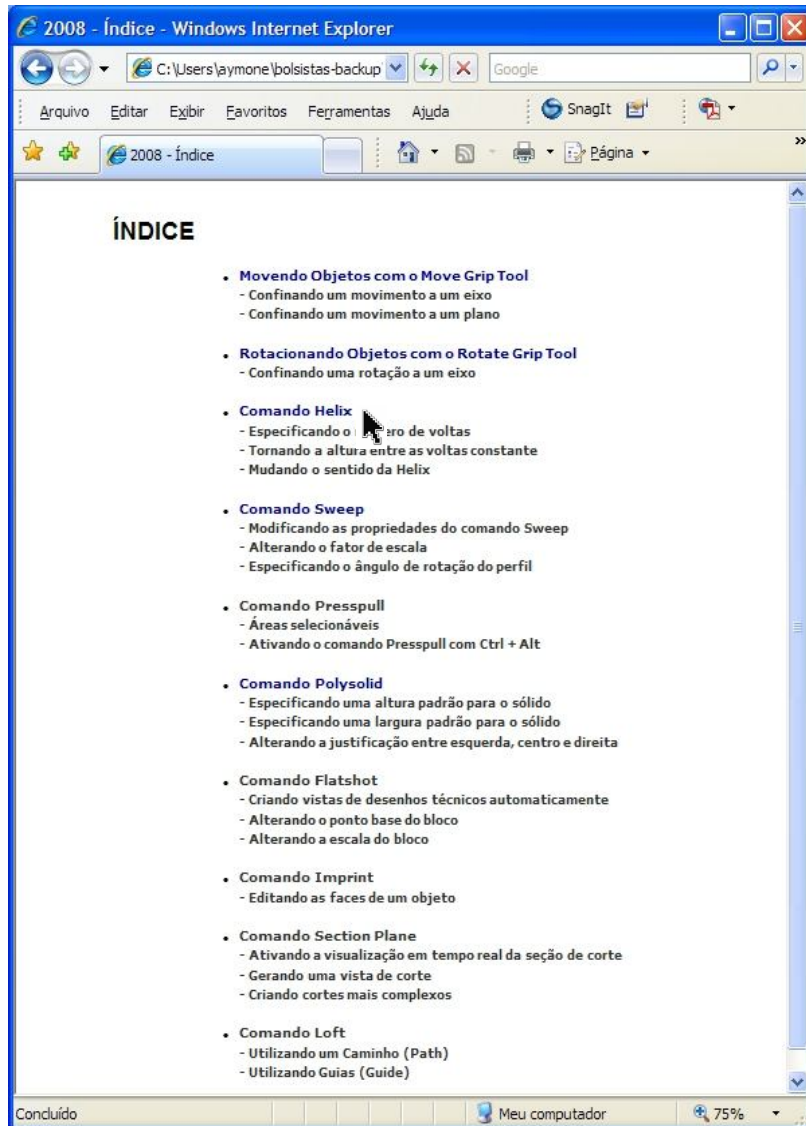 2008 - Índice - Windows Internet Explorer
C:\Users\aymone\bolsistas-backup
Google
Arquivo Editar Exibir Favoritos Ferramentas Ajuda SnagIt
2008 - Índice Página »
ÍNDICE
• Movendo Objetos com o Move Grip Tool
- Confinando um movimento a um eixo
- Confinando um movimento a um plano
• Rotacionando Objetos com o Rotate Grip Tool
- Confinando uma rotação a um eixo
• Comando Helix
- Especificando o ero de voltas
- Tornando a altura entre as voltas constante
- Mudando o sentido da Helix
• Comando Sweep
- Modificando as propriedades do comando Sweep
- Alterando o fator de escala
- Especificando o ângulo de rotação do perfil
• Comando Presspull
- Áreas selecionáveis
- Ativando o comando Presspull com Ctrl + Alt
• Comando Polysolid
- Especificando uma altura padrão para o sólido
- Especificando uma largura padrão para o sólido
- Alterando a justificação entre esquerda, centro e direita
• Comando Flatshot
- Criando vistas de desenhos técnicos automaticamente
- Alterando o ponto base do bloco
- Alterando a escala do bloco
• Comando Imprint
- Editando as faces de um objeto
• Comando Section Plane
- Ativando a visualização em tempo real da seção de corte
- Gerando uma vista de corte
- Criando cortes mais complexos
• Comando Loft
- Utilizando um Caminho (Path)
- Utilizando Guias (Guide)
Concluído Meu computador 75%